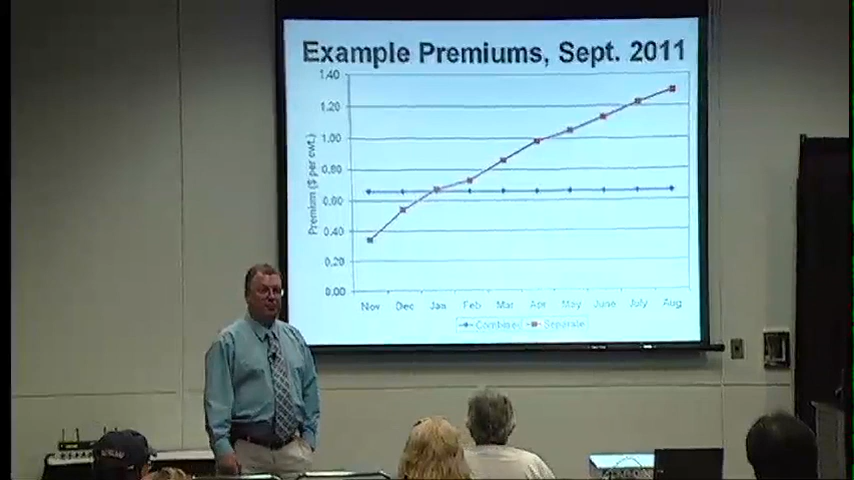 Example Premiums, Sept. 2011
1.40
1.20
1.00
0.80
0.60
0.40
0.20
0.00
Premium ($ per cwt.)
Nov Dec Jan Feb Mar Apr May June July Aug
Combined Separate